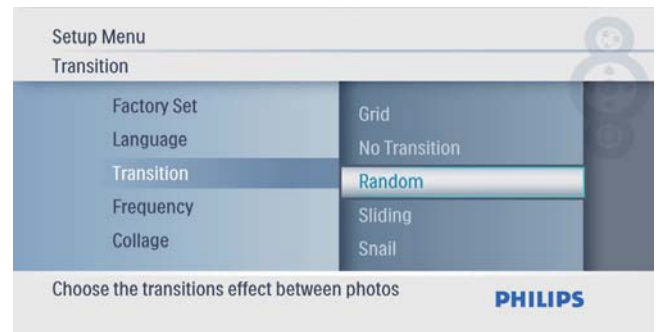 Setup Menu
Transition
Factory Set
Language
Transition
Frequency
Collage
Grid
No Transition
Random
Sliding
Snail
Choose the transitions effect between photos
PHILIPS